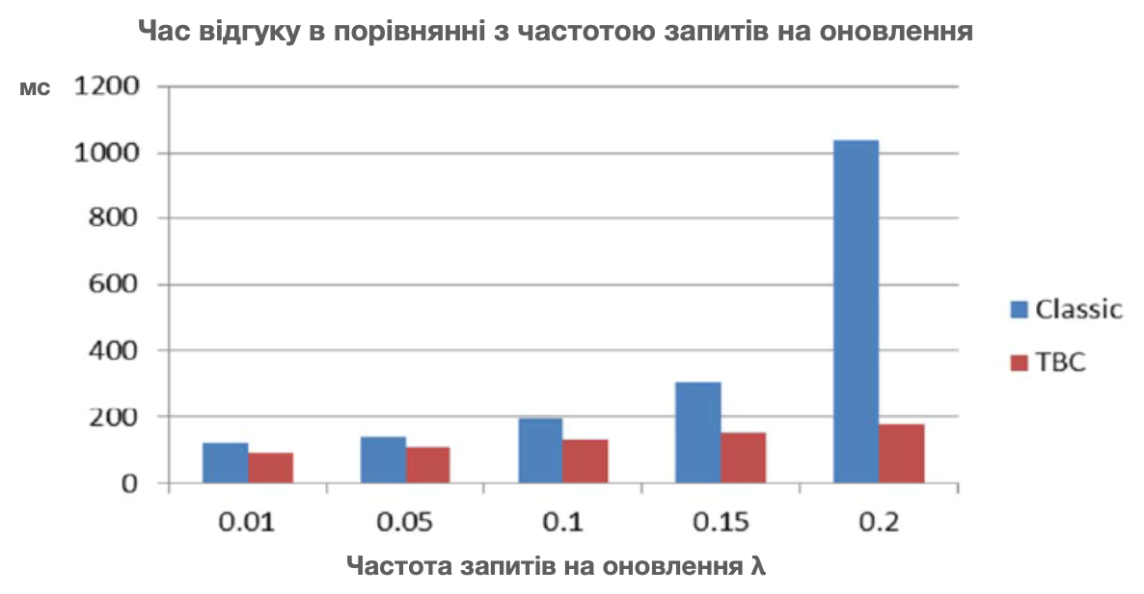 Час відгуку в порівнянні з частотою запитів на оновлення
мс
1200
1000
800
600
400
200
0
0.01 0.05 0.1 0.15 0.2
Частота запитів на оновлення λ
Classic
TBC